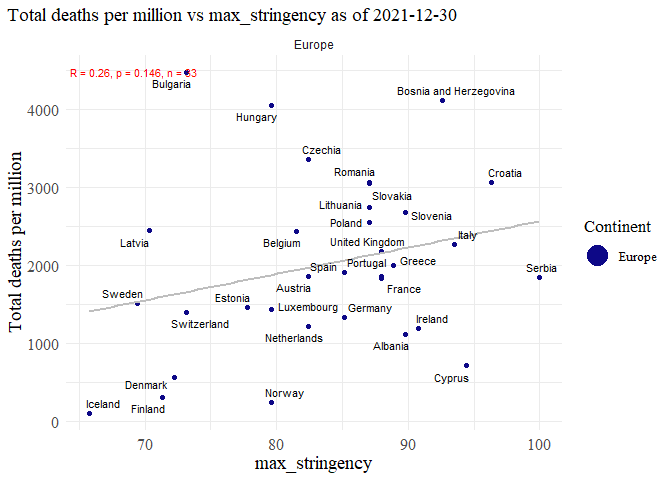 Total deaths per million vs max_stringency as of 2021-12-30
Europe
R = 0.26, p = 0.146, n = 33
Bulgaria
Bosnia and Herzegovina
4000
Hungary
Czechia
Romania
Croatia
3000
Slovakia
Lithuania
Slovenia
Poland
Continent
Latvia
Belgium
United Kingdom
Italy
Europe
2000
Spain
Portugal
Greece
Serbia
Austria
France
Sweden
Estonia
Luxembourg
Germany
Switzerland
Ireland
1000
Netherlands
Albania
Denmark
Cyprus
Iceland
Finland
Norway
0
70
80
90
100
max_stringency
Total deaths per million